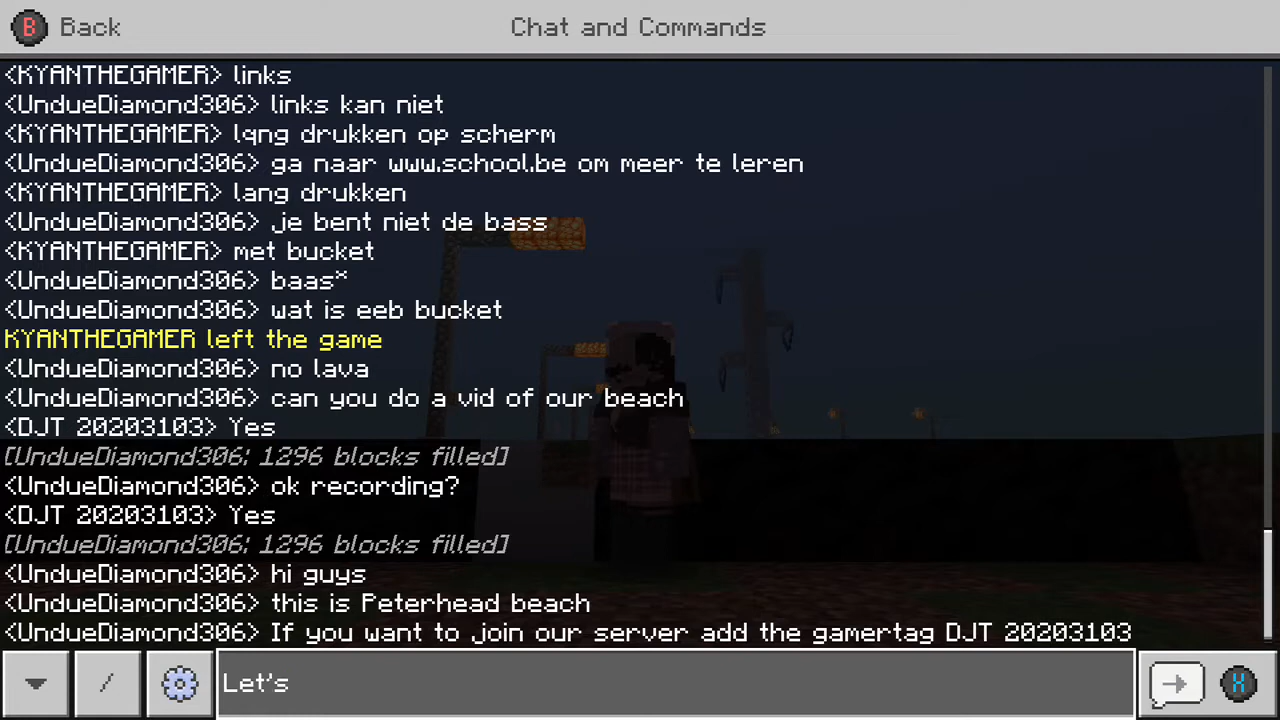 B Back
Chat and Commands
<KYANTHEGAMER> links
<UndueDiamond306> links kan niet
<KYANTHEGAMER> lqng drukken op scherm
<UndueDiamond306> ga naar www.school.be om meer te leren
<KYANTHEGAMER> lang drukken
<UndueDiamond306> je bent niet de bass
<KYANTHEGAMER> met bucket
<UndueDiamond306> baas*
<UndueDiamond306> wat is eeb bucket
KYANTHEGAMER left the game
<UndueDiamond306> no lava
<UndueDiamond306> can you do a vid of our beach
<DJT 20203103> Yes
[UndueDiamond306: 1296 blocks filled]
<UndueDiamond306> ok recording?
<DJT 20203103> Yes
[UndueDiamond306: 1296 blocks filled]
<UndueDiamond306> hi guys
<UndueDiamond306> this is Peterhead beach
<UndueDiamond306> If you want to join our server add the gamertag DJT 20203103
/ Let's X